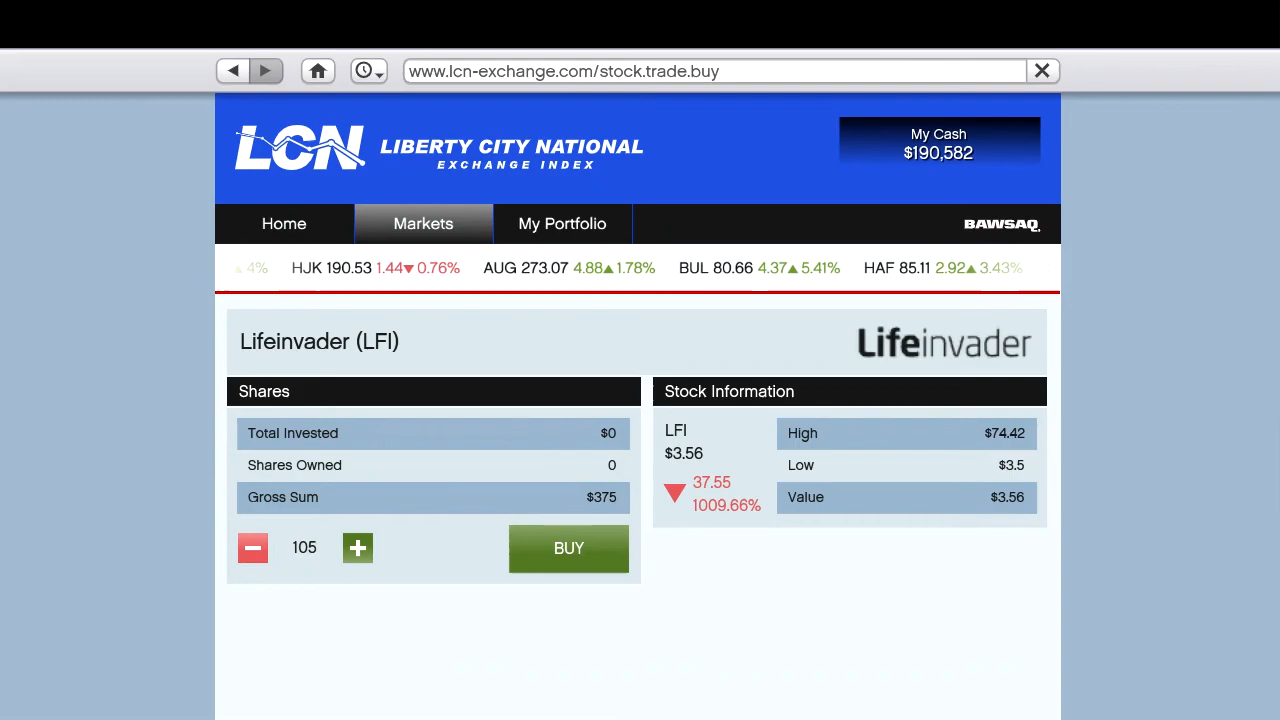 www.lcn-exchange.com/stock.trade.buy
LCN LIBERTY CITY NATIONAL
EXCHANGE INDEX
My Cash
$190,582
Home Markets My Portfolio BAWSAQ
4% HJK 190.53 1.44▼0.76% AUG 273.07 4.88▲1.78% BUL 80.66 4.37▲5.41% HAF 85.11 2.92▲3.43%
Lifeinvader (LFI) Lifeinvader
Shares
Total Invested $0
Shares Owned 0
Gross Sum $375
105 BUY
Stock Information
LFI
$3.56
37.55
1009.66%
High $74.42
Low $3.5
Value $3.56